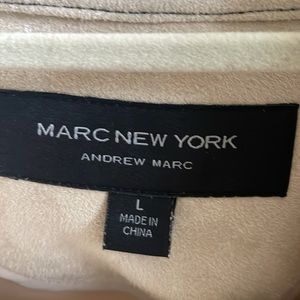 MARC NEW YORK
ANDREW MARC
L
MADE IN
CHINA